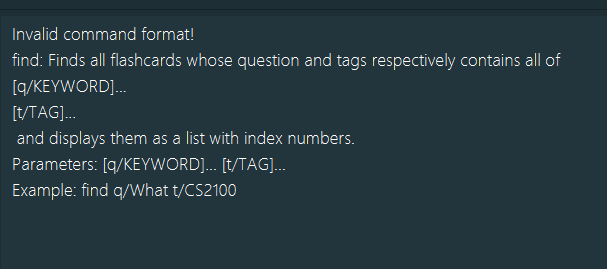 Invalid command format!
find: Finds all flashcards whose question and tags respectively contains all of
[q/KEYWORD]...
[t/TAG]...
and displays them as a list with index numbers.
Parameters: [q/KEYWORD]... [t/TAG]...
Example: find q/What t/CS2100